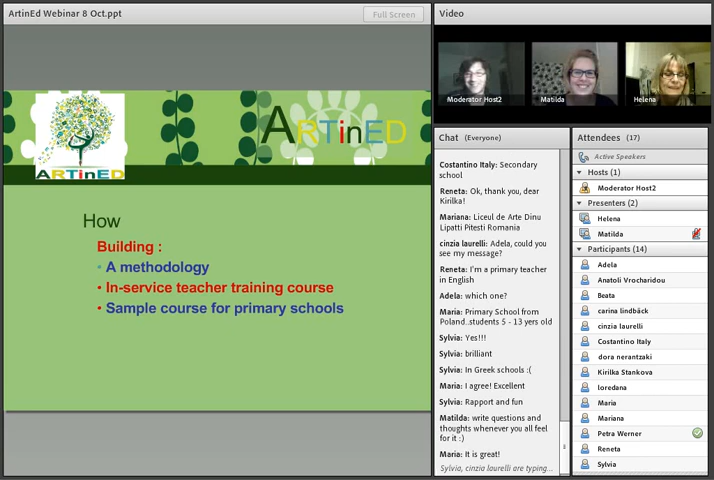 ArtinEd Webinar 8 Oct.ppt
Full Screen
ARTinED
ARTinED
How
Building :
• A methodology
• In-service teacher training course
• Sample course for primary schools
Video
Moderator Host2
Matilda
Helena
Chat (Everyone)
Costantino Italy: Secondary
school
Reneta: Ok, thank you, dear
Kirilka!
Mariana: Liceul de Arte Dinu
Lipatti Pitesti Romania
cinzia laurelli: Adela, could you
see my message?
Reneta: I'm a primary teacher
in English
Adela: which one?
Maria: Primary School from
Poland..students 5 - 13 yers old
Sylvia: Yes!!!
Sylvia: brilliant
Sylvia: In Greek schools :(
Maria: I agree! Excellent
Sylvia: Rapport and fun
Matilda: write questions and
thoughts whenever you all feel
for it :)
Maria: It is great!
Sylvia, cinzia laurelli are typing...
Attendees (17)
Active Speakers
Hosts (1)
Moderator Host2
Presenters (2)
Helena
Matilda
Participants (14)
Adela
Anatoli Vrocharidou
Beata
carina lindbäck
cinzia laurelli
Costantino Italy
dora nerantzaki
Kirilka Stankova
loredana
Maria
Mariana
Petra Werner
Reneta
Sylvia